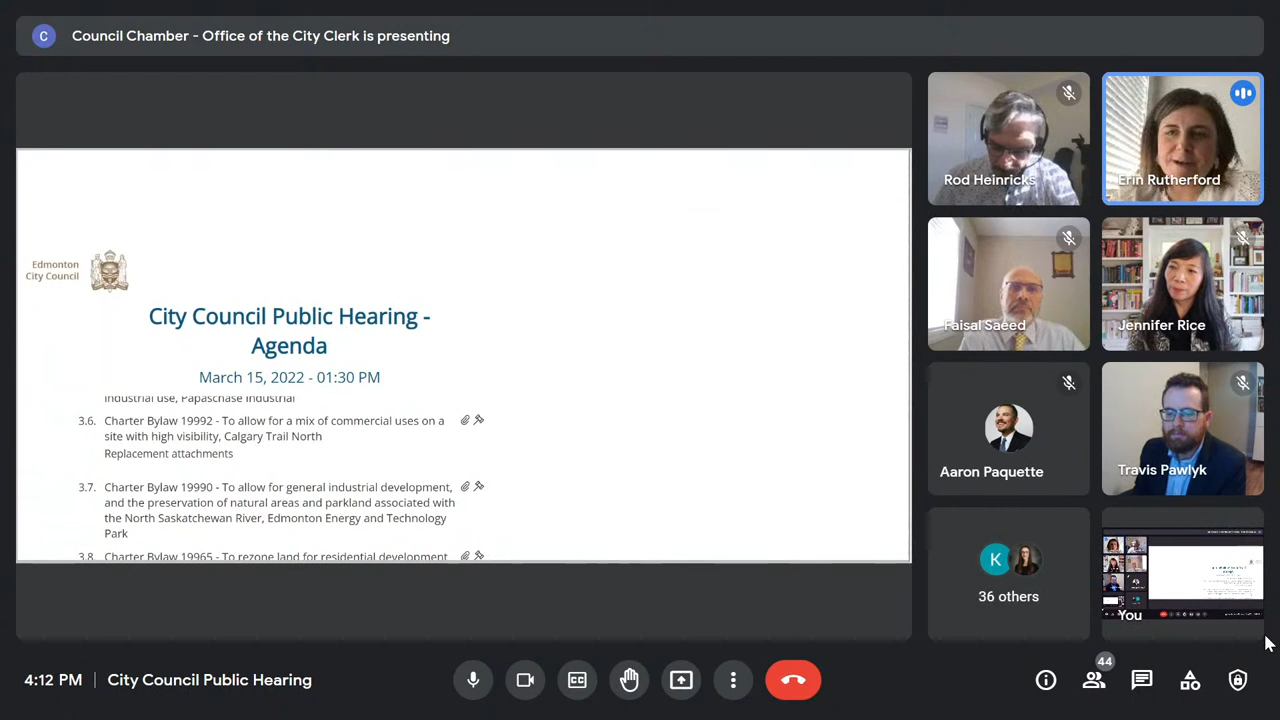 C
Council Chamber - Office of the City Clerk is presenting
Edmonton
City Council
City Council Public Hearing -
Agenda
March 15, 2022 - 01:30 PM
industrial use, Papaschase Industrial
3.6. Charter Bylaw 19992 - To allow for a mix of commercial uses on a
site with high visibility, Calgary Trail North
Replacement attachments
3.7. Charter Bylaw 19990 - To allow for general industrial development,
and the preservation of natural areas and parkland associated with
the North Saskatchewan River, Edmonton Energy and Technology
Park
3.8. Charter Bylaw 19965 - To rezone land for residential development
Rod Heinricks
Erin Rutherford
Faisal Saeed
Jennifer Rice
Aaron Paquette
Travis Pawlyk
K
36 others
You
4:12 PM | City Council Public Hearing
CC
44